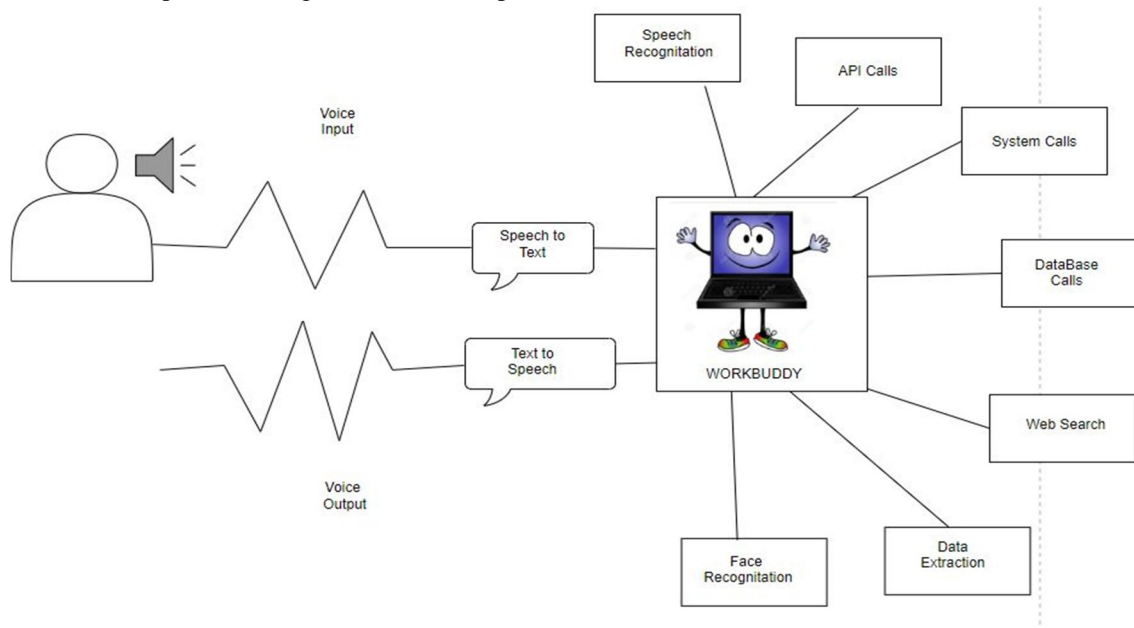 Speech
Recognitation
API Calls
Voice
Input
System Calls
Speech to
Text
DataBase
Calls
Text to
Speech
WORKBUDDY
Web Search
Voice
Output
Face
Recognitation
Data
Extraction